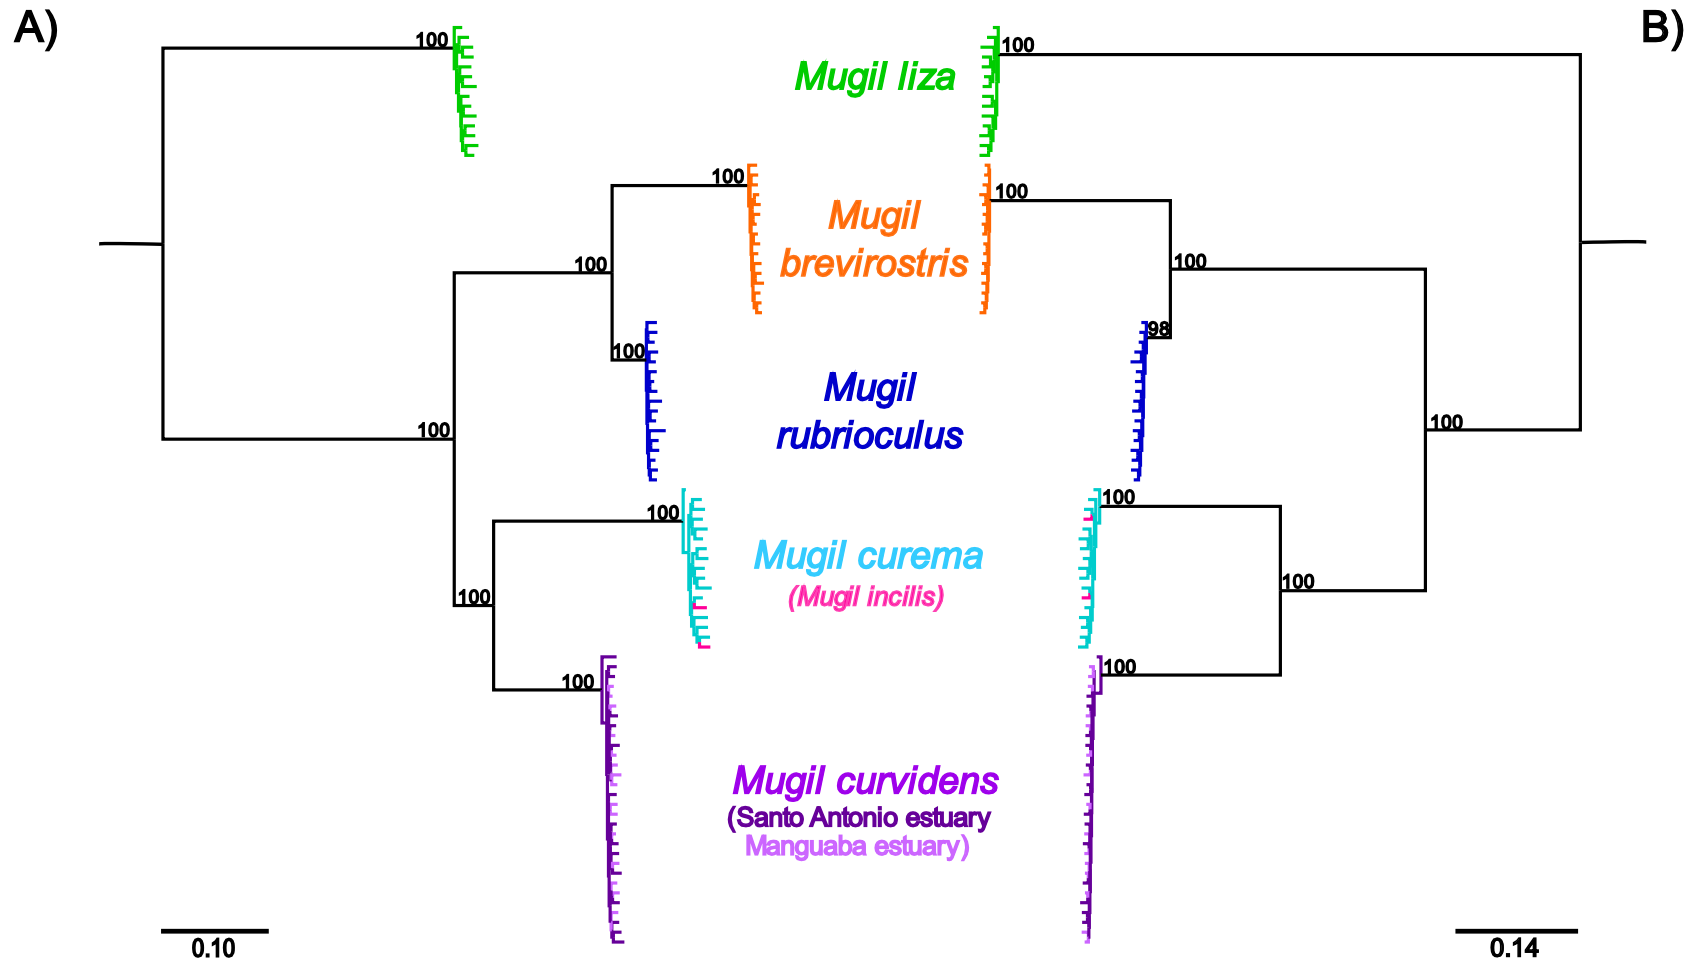 A)
B)
100
100
Mugil liza
100
100
Mugil
brevirostris
100
100
100
98
Mugil
rubrioculus
100
100
100
100
Mugil curema
(Mugil incilis)
100
100
100
100
Mugil curvidens
(Santo Antonio estuary
Manguaba estuary)
0.10
0.14